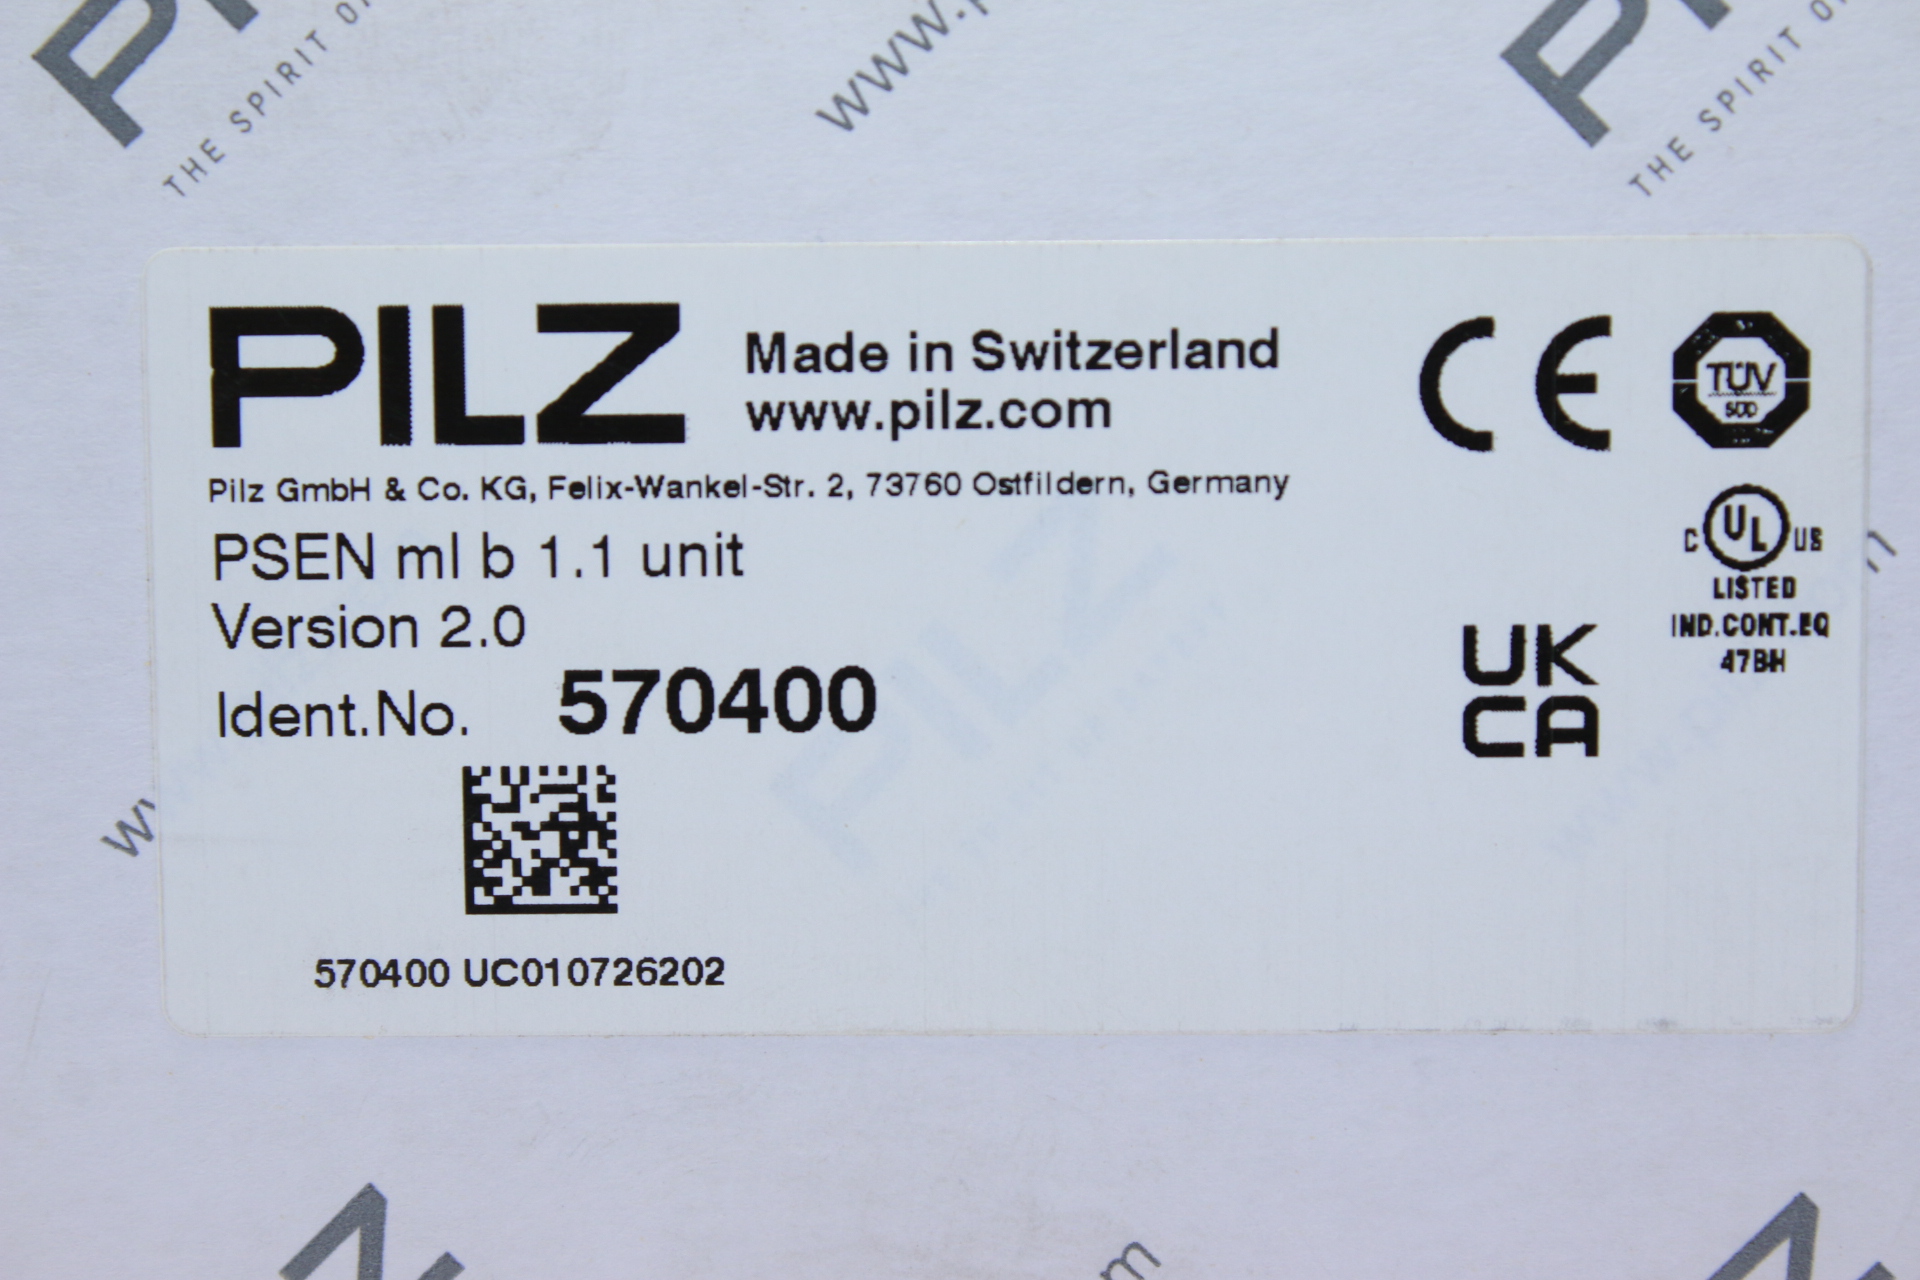 THE SPIRIT O
www.p
THE SPIRIT O
PILZ
Made in Switzerland
www.pilz.com
CE
TÜV
SÜD
Pilz GmbH & Co. KG, Felix-Wankel-Str. 2, 73760 Ostfildern, Germany
PSEN ml b 1.1 unit
Version 2.0
Ident.No. 570400
C UL US
LISTED
IND.CONT.EQ
47BH
UK
CA
570400 UC010726202